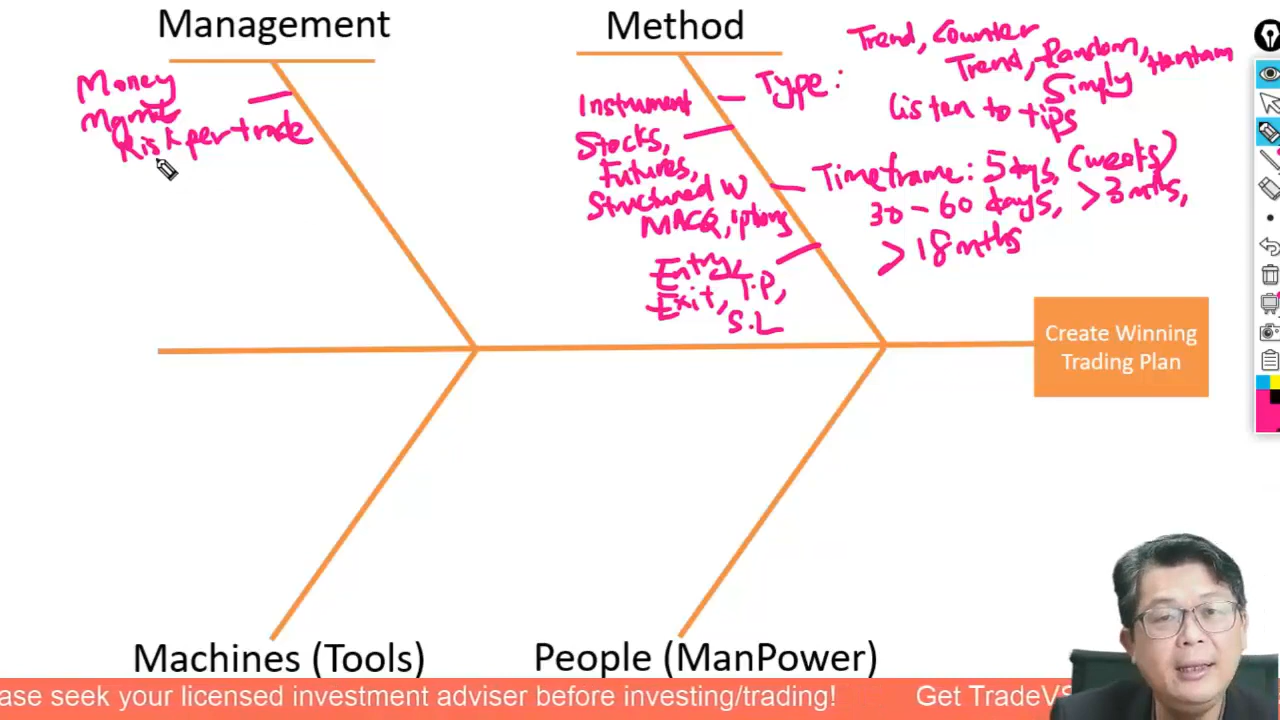 Management
Money
Mgmt
Risk per trade
Method
Type:
Trend, Counter
Trend, Random,
Simply Hantam
Listen to tips
Instrument
Stocks,
Futures,
Structured W
MACQ, iptions
Timeframe: 5 days, (weeks)
30-60 days, >3 mths,
>18 mths
Entry,
Exit, T.P,
S.L
Create Winning
Trading Plan
Machines (Tools)
People (ManPower)
ase seek your licensed investment adviser before investing/trading!
Get TradeVS